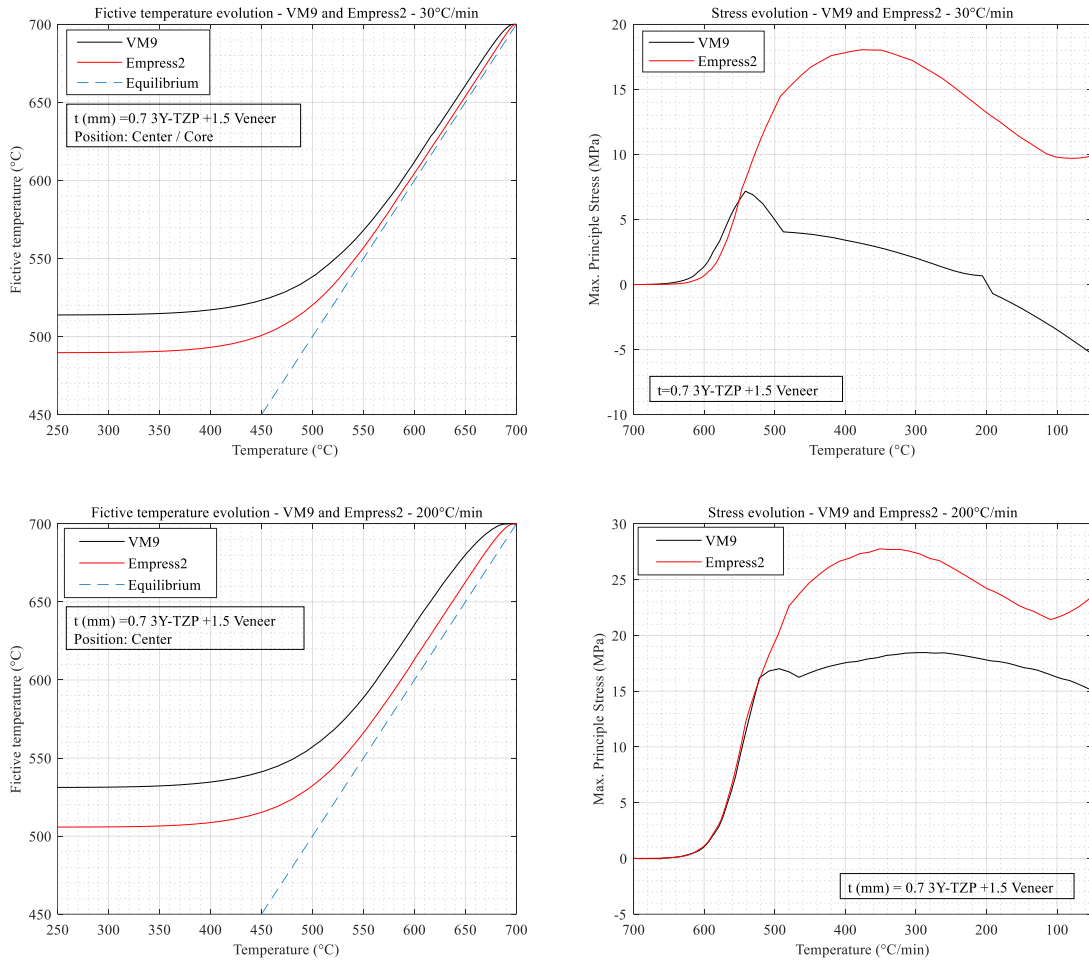 Fictive temperature evolution - VM9 and Empress2 - 30°C/min
700
650
600
550
500
450
Fictive temperature (°C)
VM9
Empress2
Equilibrium
t (mm) =0.7 3Y-TZP +1.5 Veneer
Position: Center / Core
250 300 350 400 450 500 550 600 650 700
Temperature (°C)
Stress evolution - VM9 and Empress2 - 30°C/min
20
15
10
5
0
-5
-10
Max. Principle Stress (MPa)
VM9
Empress2
t=0.7 3Y-TZP +1.5 Veneer
700 600 500 400 300 200 100
Temperature (°C)
Fictive temperature evolution - VM9 and Empress2 - 200°C/min
700
650
600
550
500
450
Fictive temperature (°C)
VM9
Empress2
Equilibrium
t (mm) =0.7 3Y-TZP +1.5 Veneer
Position: Center
250 300 350 400 450 500 550 600 650 700
Temperature (°C)
Stress evolution - VM9 and Empress2 - 200°C/min
30
25
20
15
10
5
0
-5
Max. Principle Stress (MPa)
VM9
Empress2
t (mm) = 0.7 3Y-TZP +1.5 Veneer
700 600 500 400 300 200 100
Temperature (°C/min)